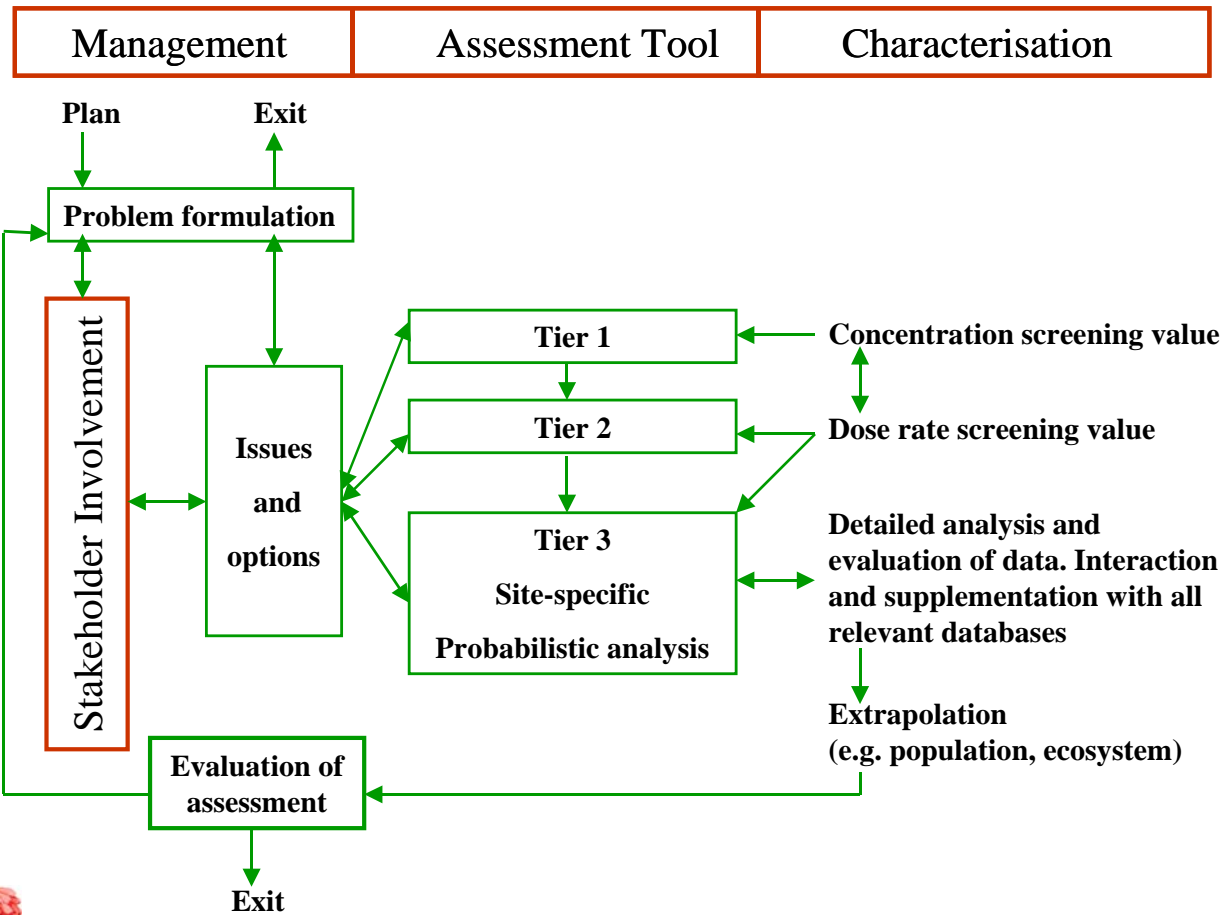 Management
Assessment Tool
Characterisation
Plan
Exit
Problem formulation
Stakeholder Involvement
Issues
and
options
Tier 1
Tier 2
Tier 3
Site-specific
Probabilistic analysis
Concentration screening value
Dose rate screening value
Detailed analysis and
evaluation of data. Interaction
and supplementation with all
relevant databases
Extrapolation
(e.g. population, ecosystem)
Evaluation of
assessment
Exit